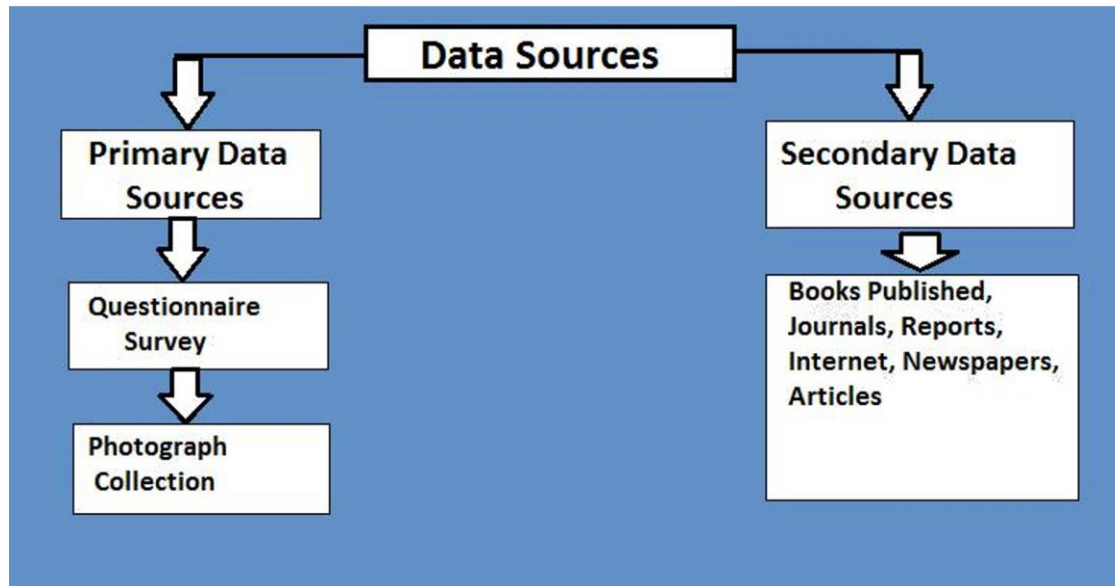 Data Sources
Primary Data
Sources
Questionnaire
Survey
Photograph
Collection
Secondary Data
Sources
Books Published,
Journals, Reports,
Internet, Newspapers,
Articles